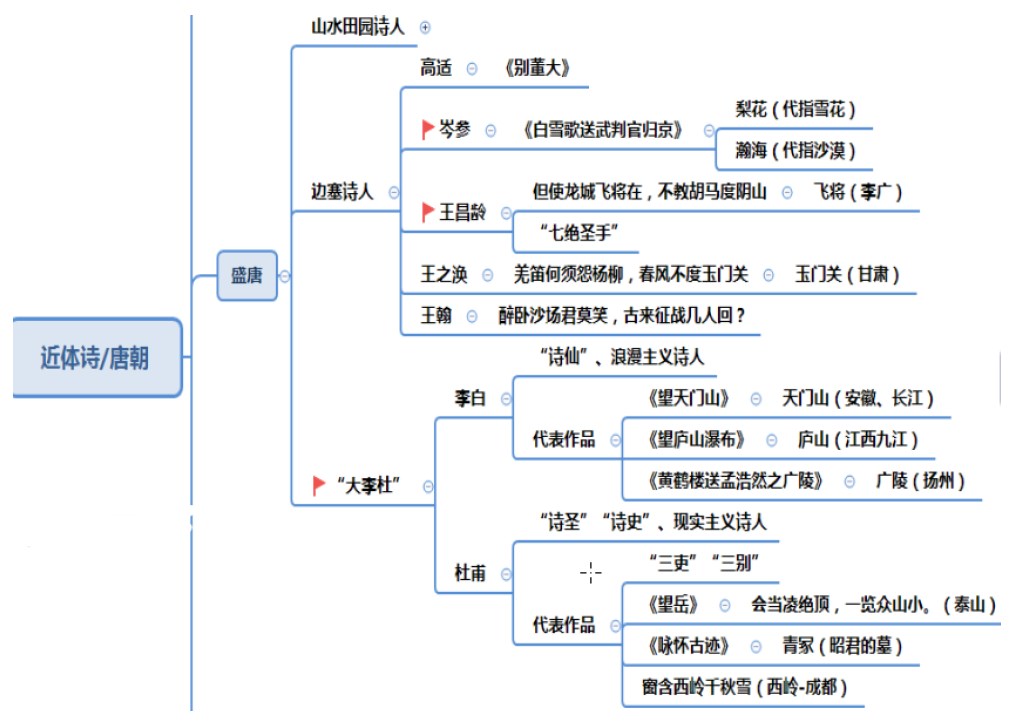 山水田园诗人
高适 《别董大》
梨花（代指雪花）
岑参 《白雪歌送武判官归京》
瀚海（代指沙漠）
但使龙城飞将在，不教胡马度阴山 飞将（李广）
边塞诗人
王昌龄
“七绝圣手”
盛唐
王之涣 羌笛何须怨杨柳，春风不度玉门关 玉门关（甘肃）
王翰 醉卧沙场君莫笑，古来征战几人回？
近体诗/唐朝
“诗仙”、浪漫主义诗人
李白
《望天门山》 天门山（安徽、长江）
代表作品
《望庐山瀑布》 庐山（江西九江）
《黄鹤楼送孟浩然之广陵》 广陵（扬州）
“大李杜”
“诗圣”“诗史”、现实主义诗人
杜甫
“三吏”“三别”
《望岳》 会当凌绝顶，一览众山小。（泰山）
代表作品
《咏怀古迹》 青冢（昭君的墓）
窗含西岭千秋雪（西岭-成都）